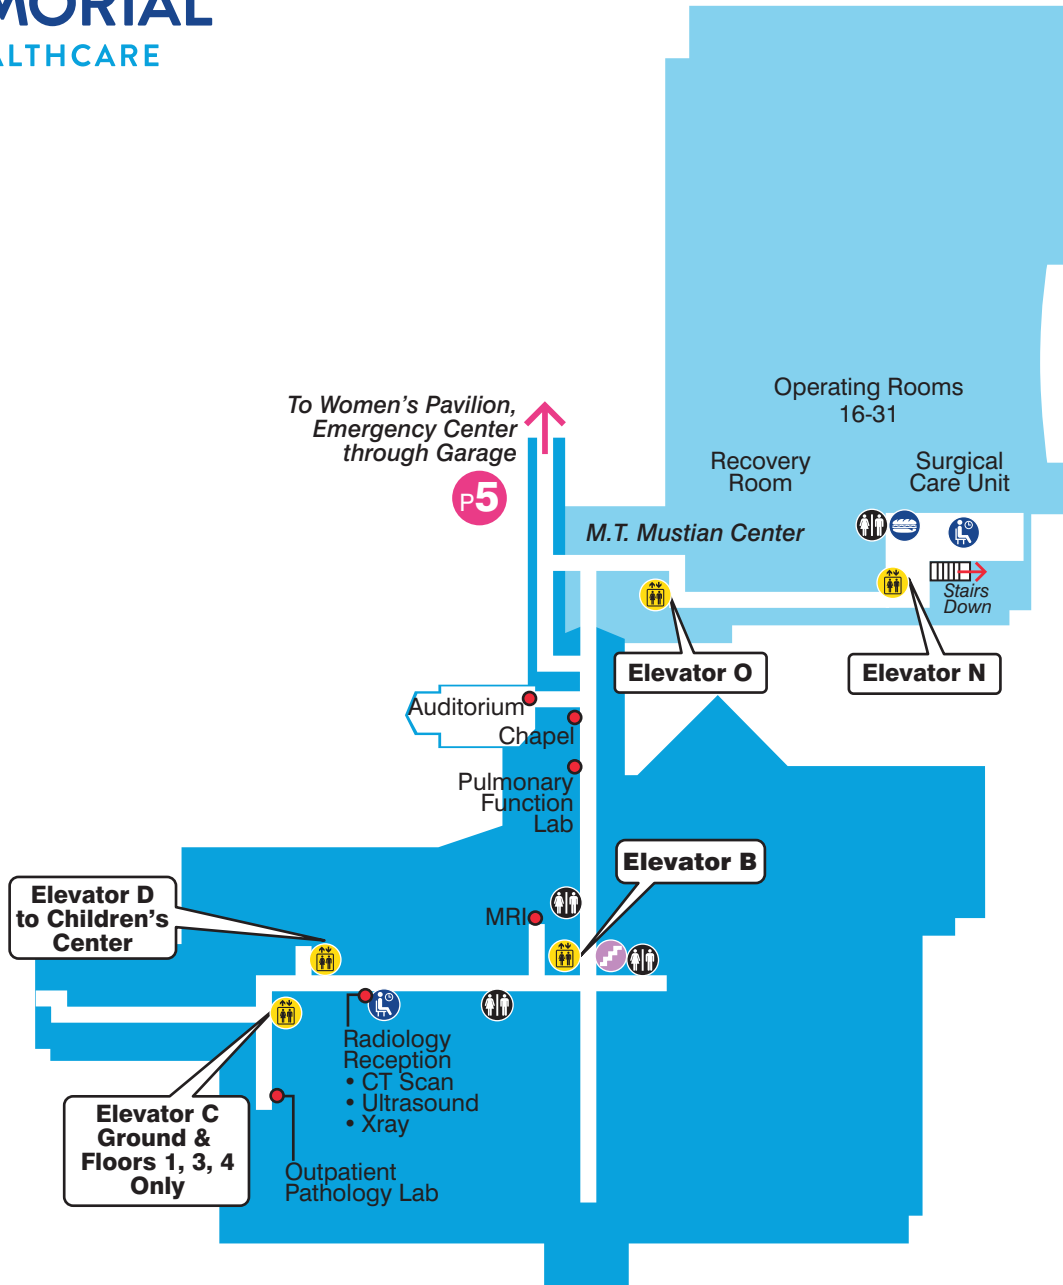 MORIAL
ALTHCARE
Operating Rooms
16-31
To Women's Pavilion,
Emergency Center
through Garage
P5
Recovery
Room
Surgical
Care Unit
M.T. Mustian Center
Stairs
Down
Elevator O
Elevator N
Auditorium
Chapel
Pulmonary
Function
Lab
Elevator B
Elevator D
to Children's
Center
MRI
Radiology
Reception
• CT Scan
• Ultrasound
• Xray
Elevator C
Ground &
Floors 1, 3, 4
Only
Outpatient
Pathology Lab